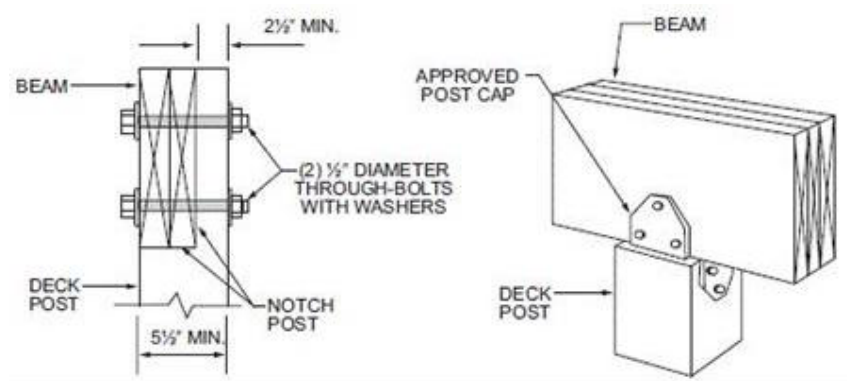 2½″ MIN.
BEAM
(2) ½″ DIAMETER
THROUGH-BOLTS
WITH WASHERS
DECK
POST
NOTCH
POST
5½″ MIN.
BEAM
APPROVED
POST CAP
DECK
POST